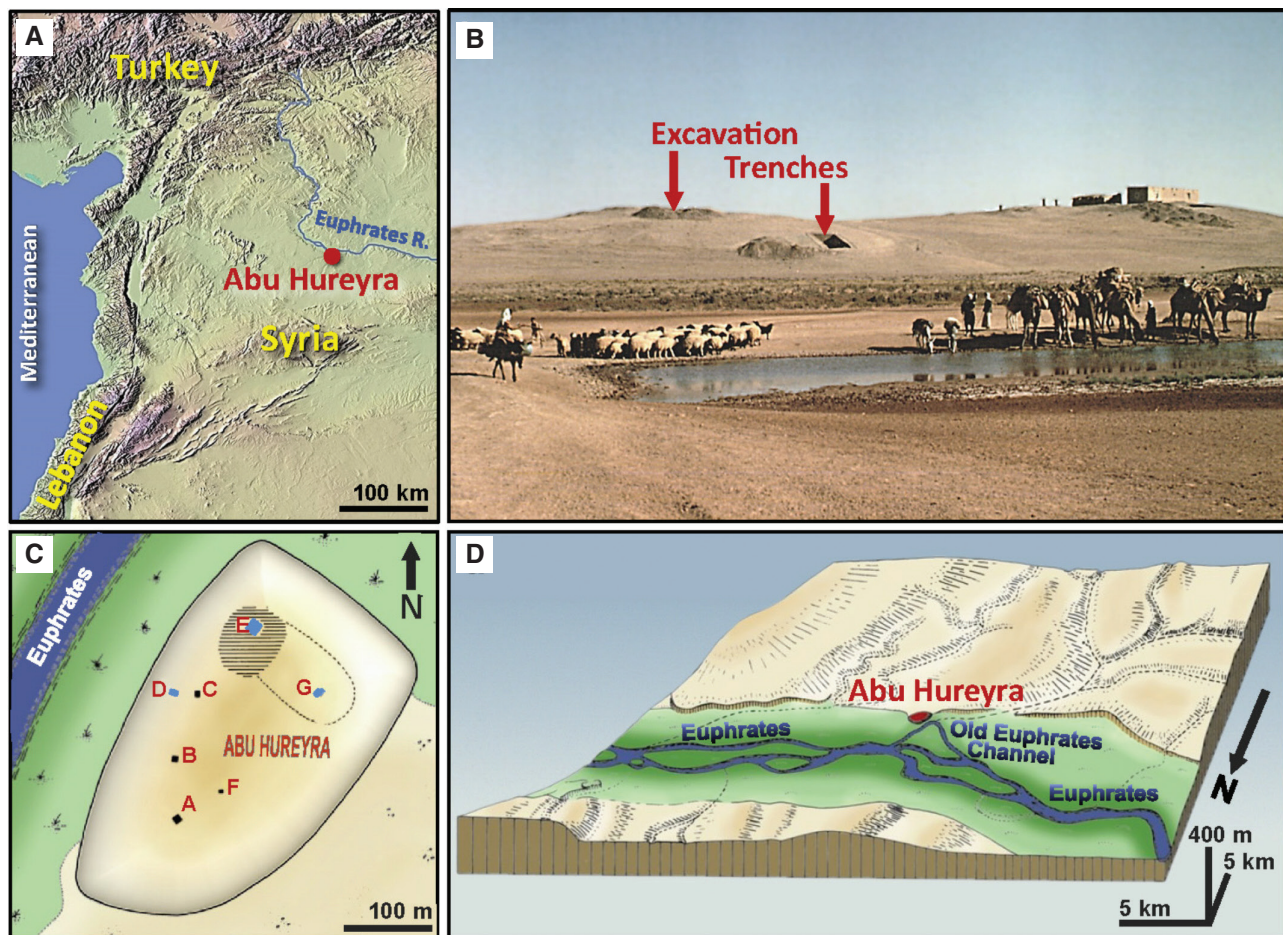 A
Turkey
Euphrates R.
Abu Hureyra
Mediterranean
Syria
Lebanon
100 km
B
Excavation
Trenches
C
N
Euphrates
E
D
C
G
ABU HUREYRA
B
F
A
100 m
D
Abu Hureyra
Euphrates
Old Euphrates
Channel
Euphrates
N
400 m
5 km
5 km